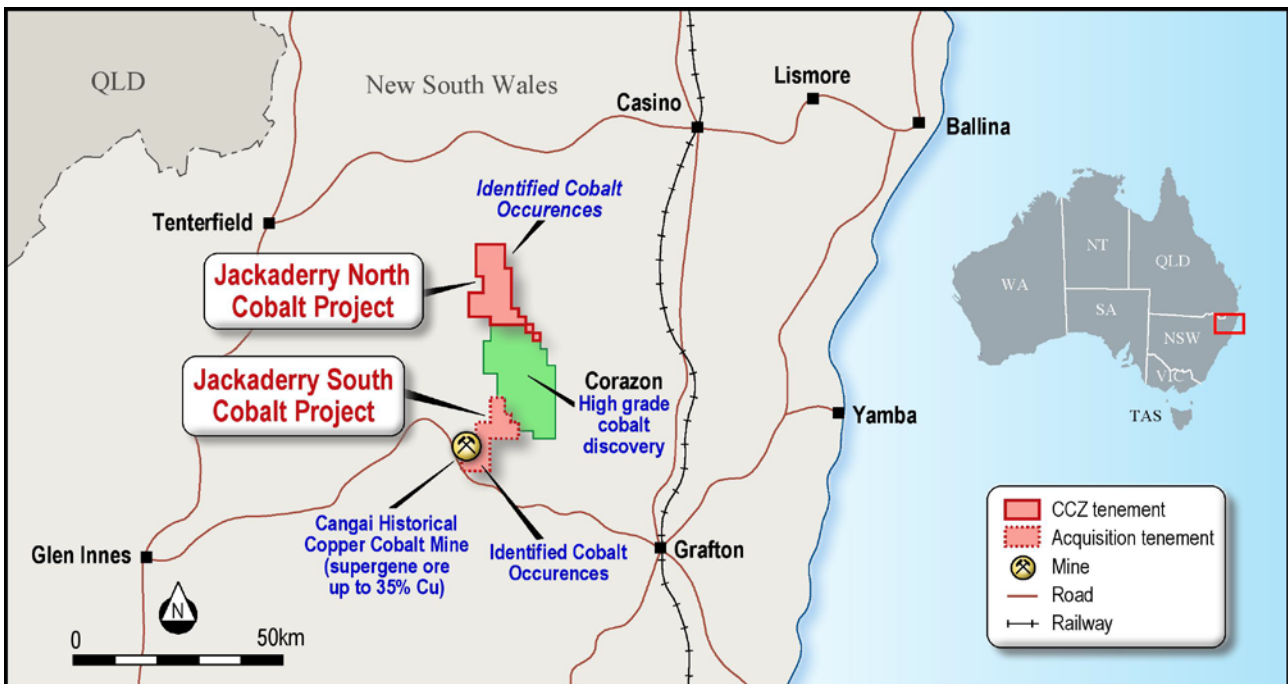 QLD
New South Wales
Lismore
Casino
Ballina
Identified Cobalt
Occurences
Tenterfield
Jackaderry North
Cobalt Project
Jackaderry South
Cobalt Project
Corazon
High grade
cobalt
discovery
Yamba
Cangai Historical
Copper Cobalt Mine
(supergene ore
up to 35% Cu)
Identified Cobalt
Occurences
Glen Innes
Grafton
N
0 50km
NT
QLD
WA
SA
NSW
VIC
TAS
CCZ tenement
Acquisition tenement
Mine
Road
Railway